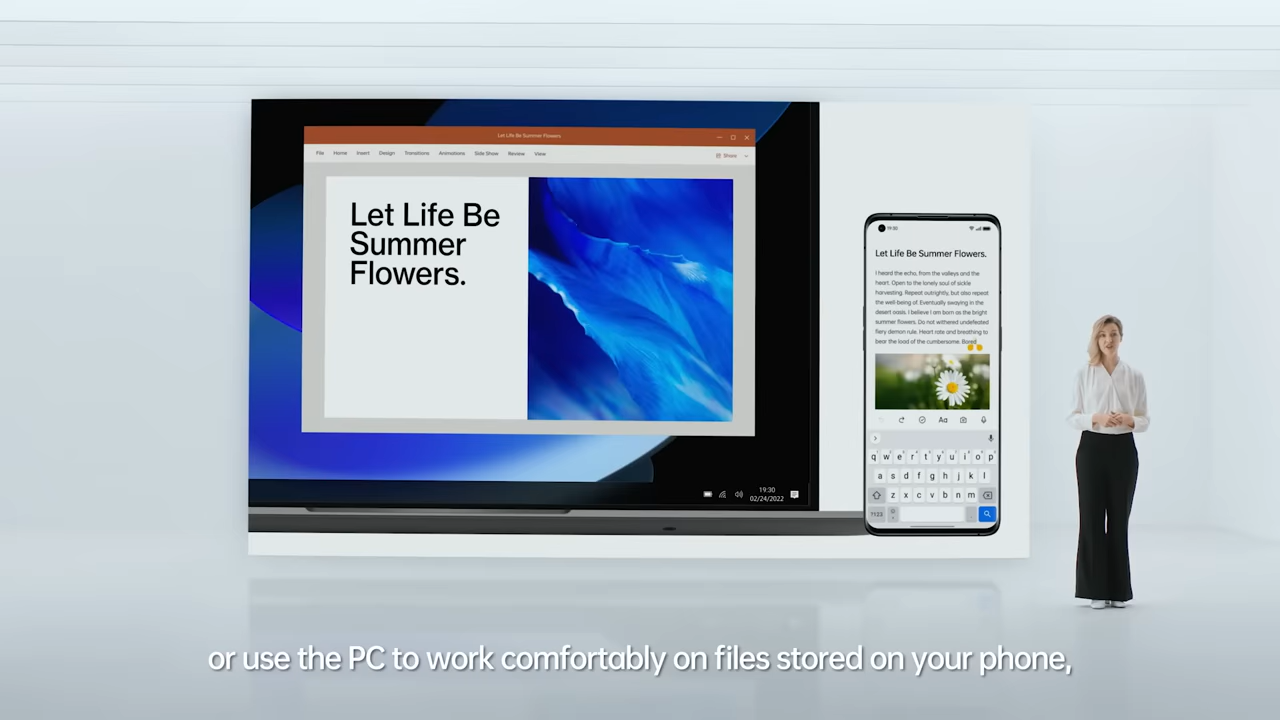 Let Life Be Summer Flowers
File Home Insert Design Transitions Animations Side Show Review View Share
Let Life Be
Summer
Flowers.
19:30
02/24/2022
19:30
Let Life Be Summer Flowers.
I heard the echo, from the valleys and the
heart. Open to the lonely soul of sickle
harvesting. Repeat outrightly, but also repeat
the well-being of. Eventually swaying in the
desert oasis. I believe I am born as the bright
summer flowers. Do not withered undefeated
fiery demon rule. Heart rate and breathing to
bear the load of the cumbersome. Bored
Aa
q w e r t y u i o p
a s d f g h j k l
z x c v b n m
?123
or use the PC to work comfortably on files stored on your phone,